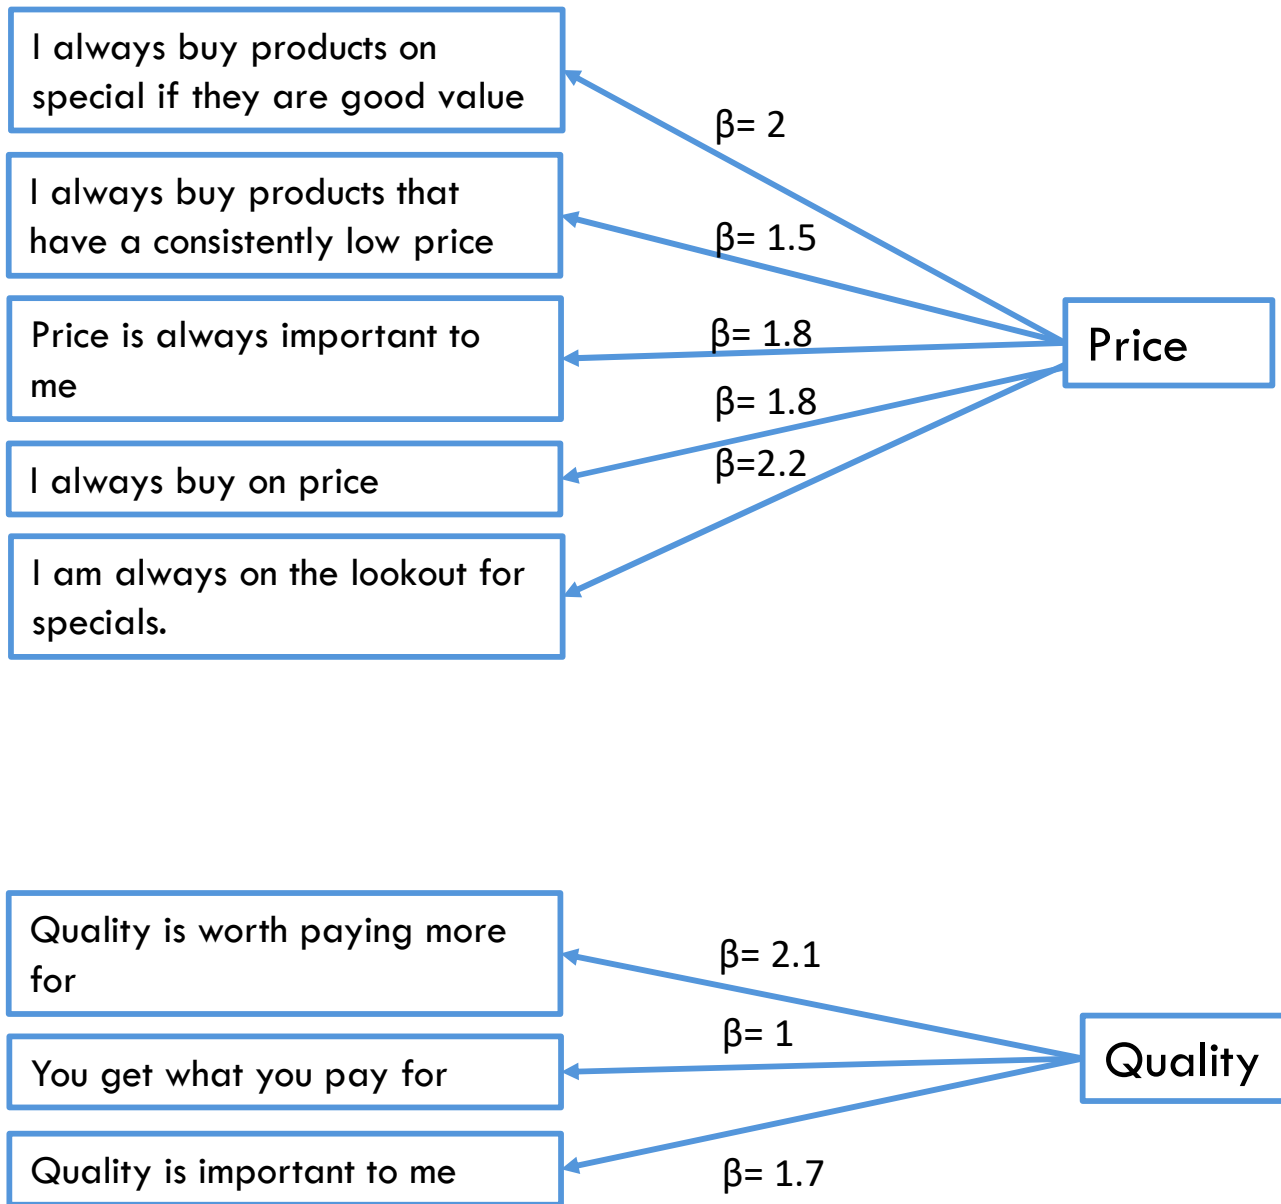 I always buy products on
special if they are good value
β= 2
I always buy products that
have a consistently low price
β= 1.5
Price is always important to
me
β= 1.8
Price
I always buy on price
β= 1.8
I am always on the lookout for
specials.
β=2.2
Quality is worth paying more
for
β= 2.1
You get what you pay for
β= 1
Quality
Quality is important to me
β= 1.7